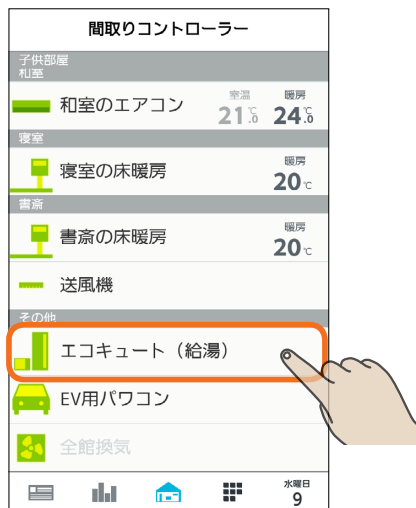 間取りコントローラー
子供部屋
和室
和室のエアコン
室温
21.0℃
暖房
24.0℃
寝室
寝室の床暖房
暖房
20℃
書斎
書斎の床暖房
暖房
20℃
送風機
その他
エコキュート（給湯）
EV用パワコン
全館換気
水曜日
9